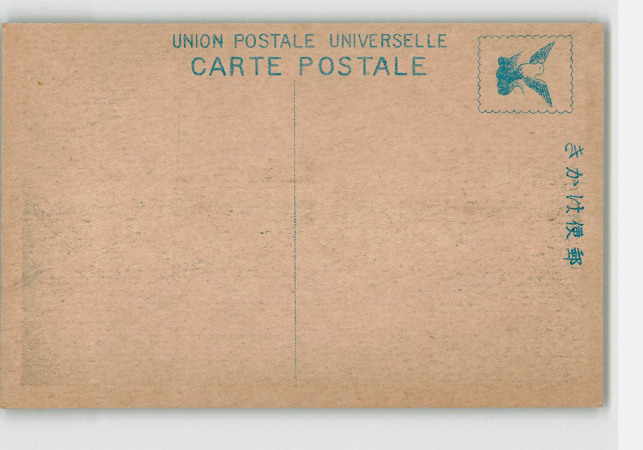 UNION POSTALE UNIVERSELLE
CARTE POSTALE
きかは便郵